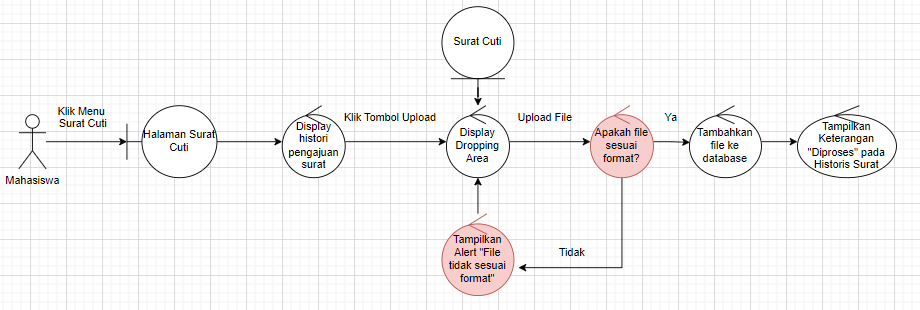 Surat Cuti
Klik Menu
Surat Cuti
Mahasiswa
Halaman Surat
Cuti
Display
histori
pengajuan
surat
Klik Tombol Upload
Display
Dropping
Area
Upload File
Apakah file
sesuai
format?
Ya
Tambahkan
file ke
database
Tampilkan
Keterangan
"Diproses" pada
Historis Surat
Tampilkan
Alert "File
tidak sesuai
format"
Tidak